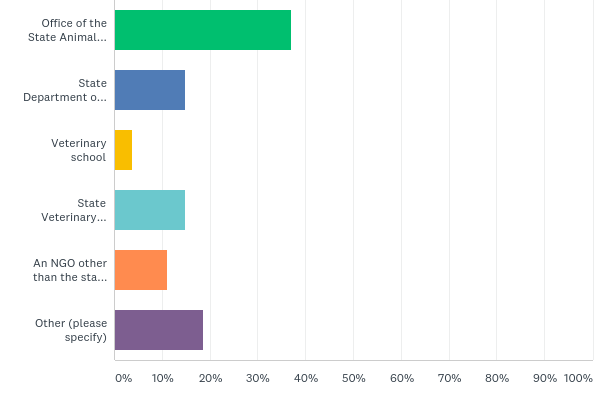 Office of the
State Animal...
State
Department o...
Veterinary
school
State
Veterinary...
An NGO other
than the sta...
Other (please
specify)
0% 10% 20% 30% 40% 50% 60% 70% 80% 90% 100%